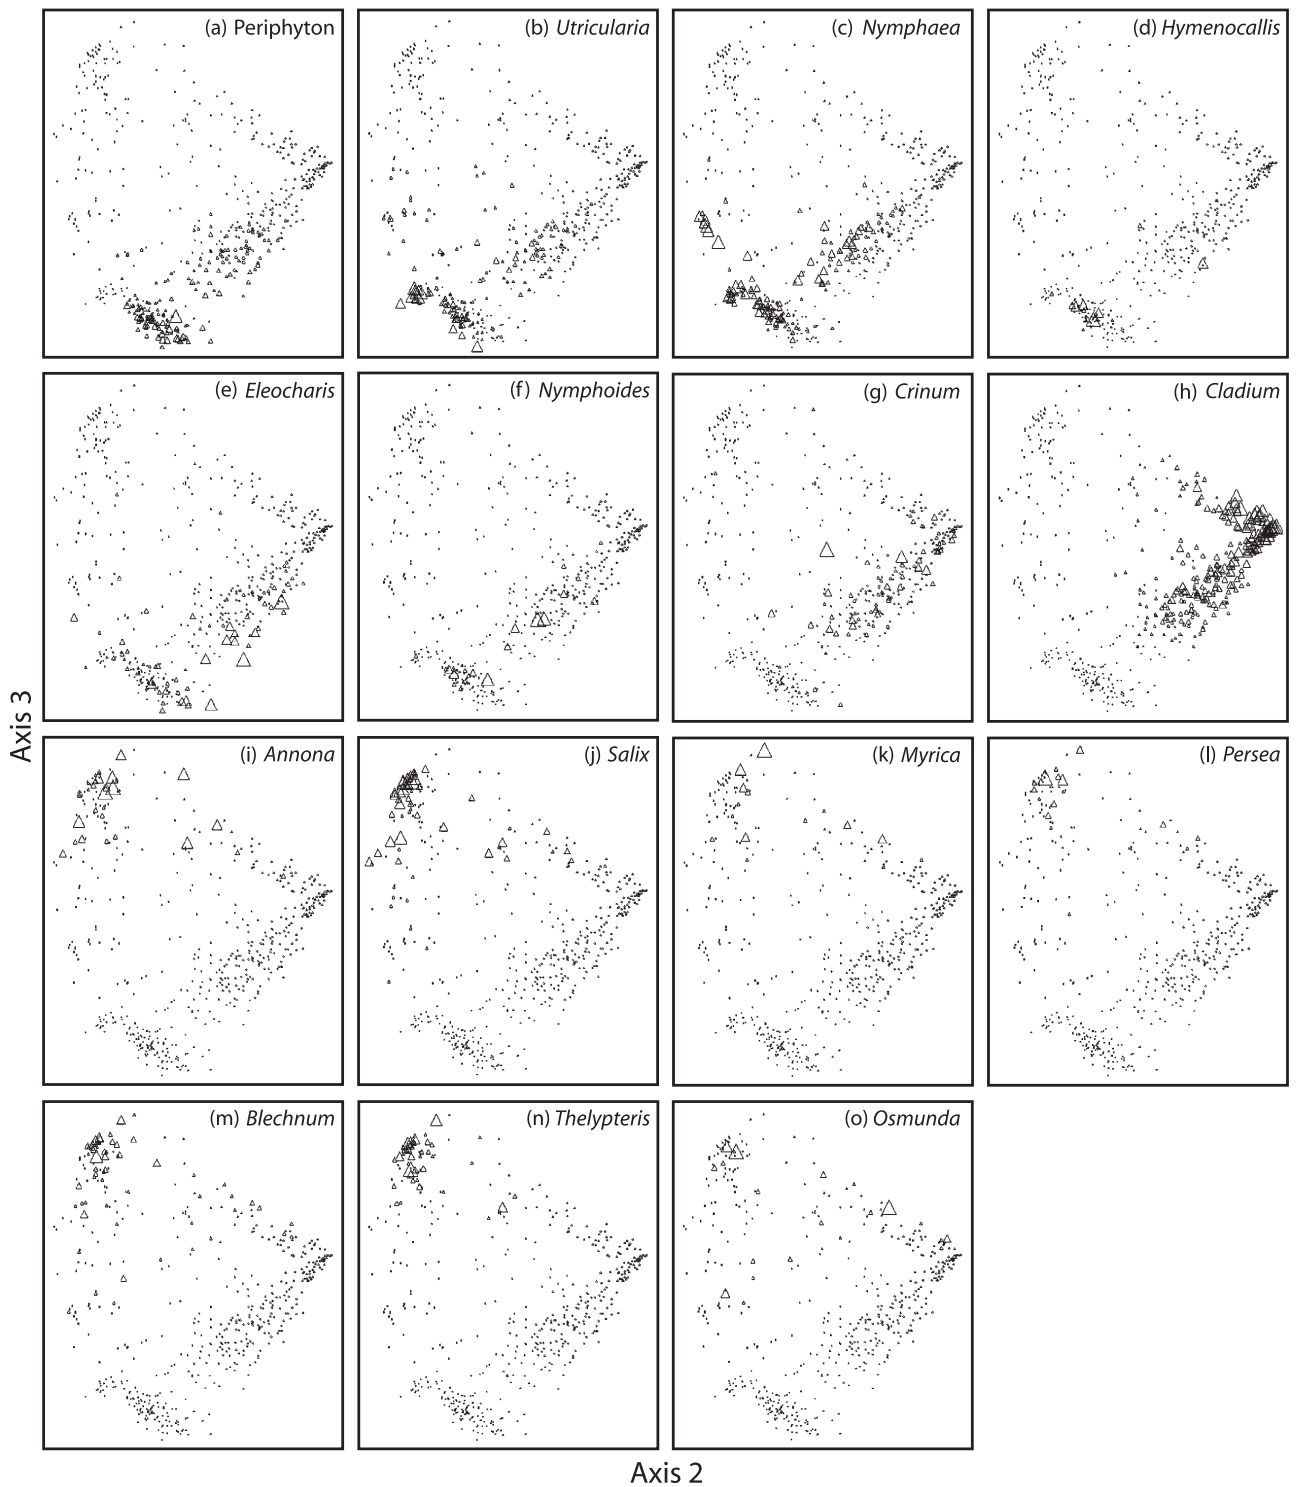 (a) Periphyton
(b) Utricularia
(c) Nymphaea
(d) Hymenocallis
(e) Eleocharis
(f) Nymphoides
(g) Crinum
(h) Cladium
(i) Annona
(j) Salix
(k) Myrica
(l) Persea
(m) Blechnum
(n) Thelypteris
(o) Osmunda
Axis 3
Axis 2